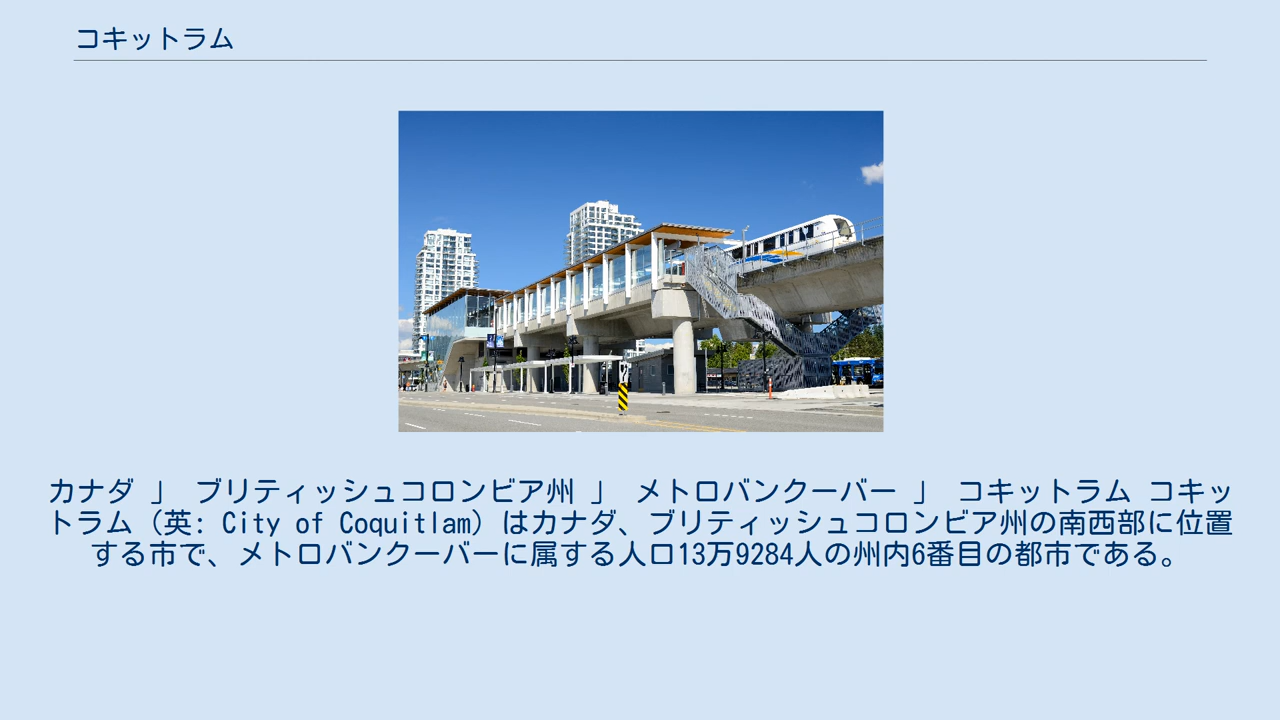 コキットラム
カナダ 」 ブリティッシュコロンビア州 」 メトロバンクーバー 」 コキットラム コキッ
トラム（英: City of Coquitlam）はカナダ、ブリティッシュコロンビア州の南西部に位置
する市で、メトロバンクーバーに属する人口13万9284人の州内6番目の都市である。